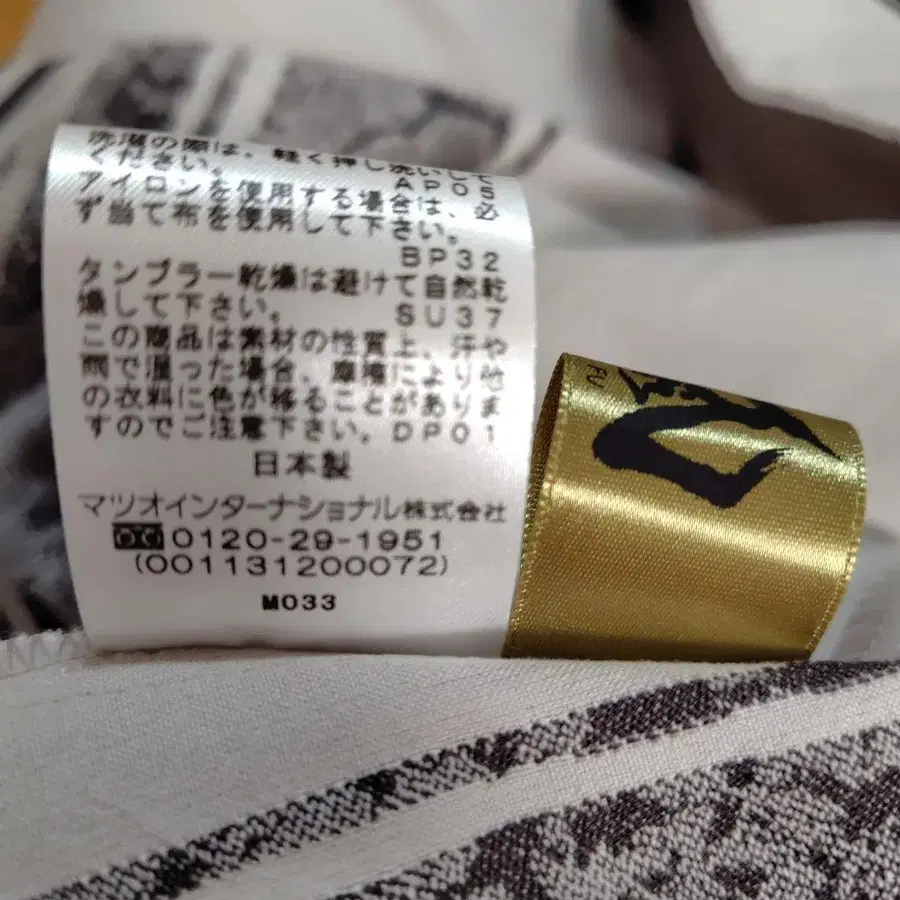 洗濯の際は、軽く押し洗いして
ください。 AP05
アイロンを使用する場合は、必
ず当て布を使用して下さい。
BP32
タンブラー乾燥は避けて自然乾
燥して下さい。 SU37
この商品は素材の性質上、汗や
雨で湿った場合、摩擦により他
の衣料に色が移ることがありま
すのでご注意下さい。DP01
日本製
マツオインターナショナル株式会社
0120-29-1951
(001131200072)
M033
FU